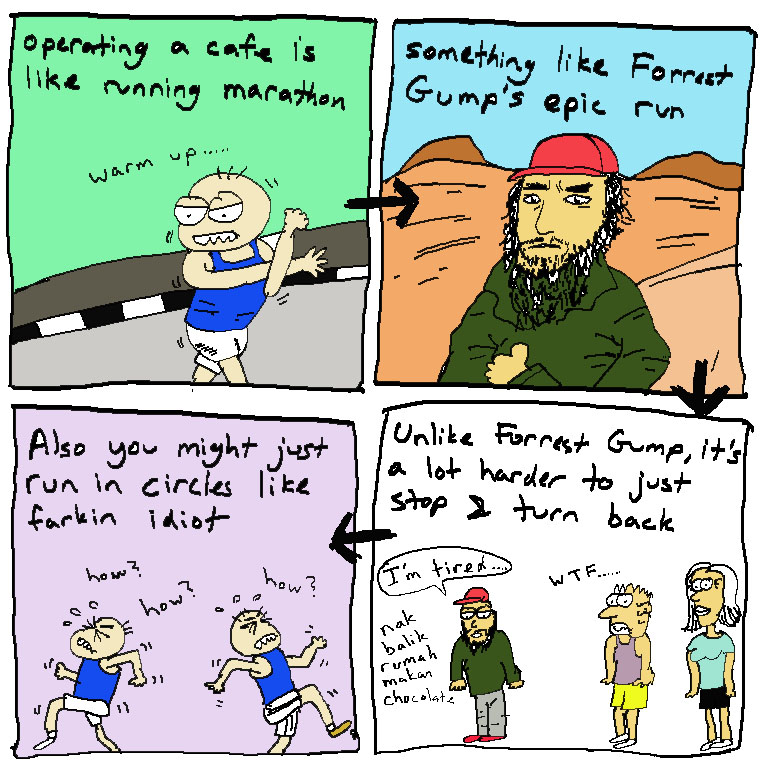 operating a cafe is
like running marathon
warm up.....
something like Forrest
Gump's epic run
Unlike Forrest Gump, it's
a lot harder to just
stop & turn back
I'm tired....
WTF......
nak
balik
rumah
makan
chocolate
Also you might just
run in circles like
farkin idiot
how?
how?
how?